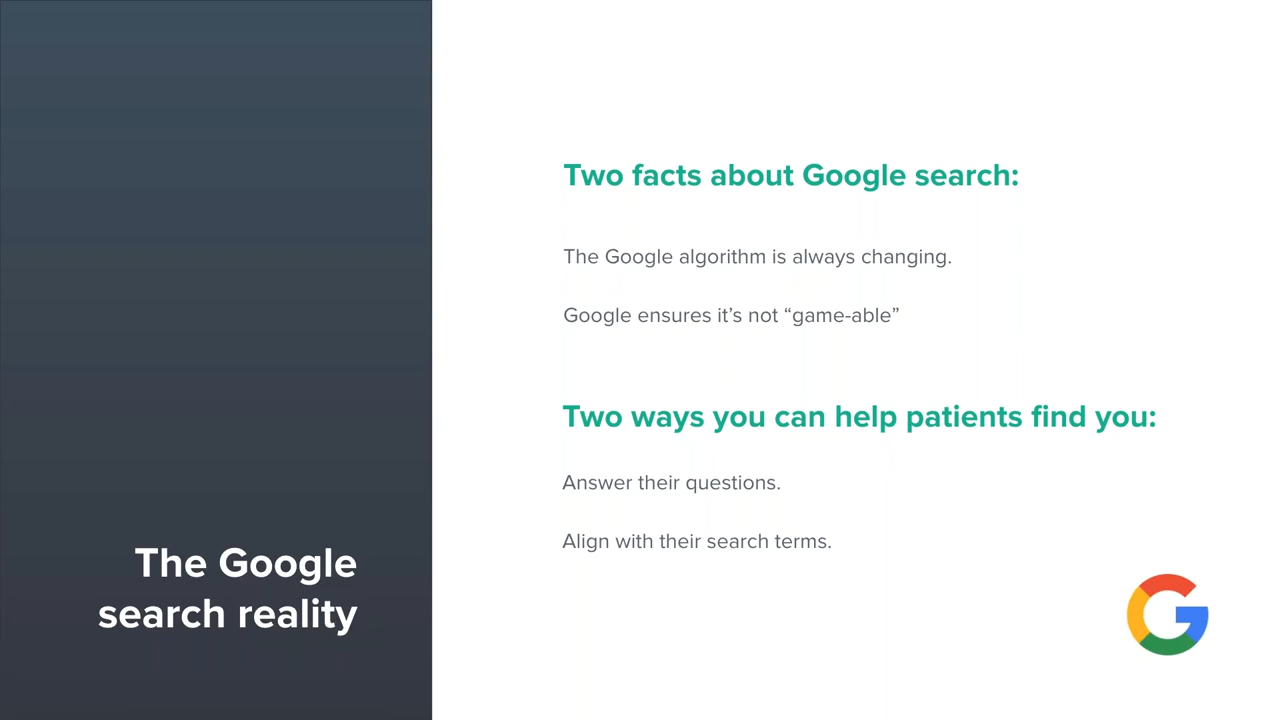 The Google
search reality
Two facts about Google search:
The Google algorithm is always changing.
Google ensures it’s not “game-able”
Two ways you can help patients find you:
Answer their questions.
Align with their search terms.